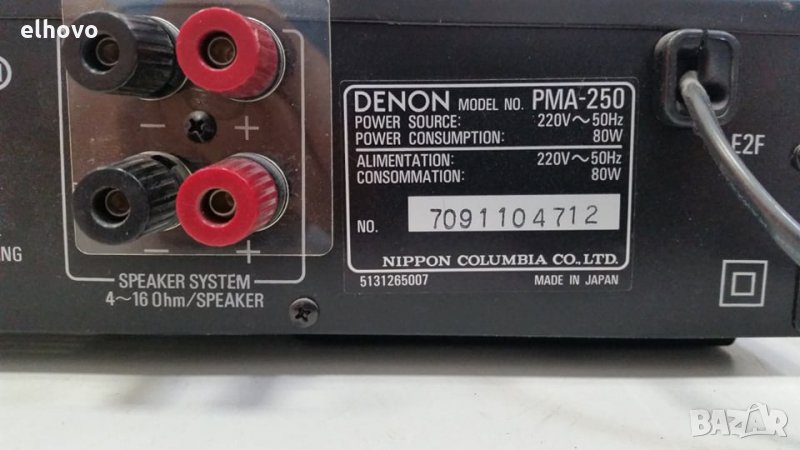 elhovo
− +
− +
SPEAKER SYSTEM
4~16 Ohm/SPEAKER
NG
DENON MODEL NO. PMA-250
POWER SOURCE: 220V~50Hz
POWER CONSUMPTION: 80W
ALIMENTATION: 220V~50Hz
CONSOMMATION: 80W
NO. 7091104712
NIPPON COLUMBIA CO., LTD.
5131265007 MADE IN JAPAN
E2F
BAZAR